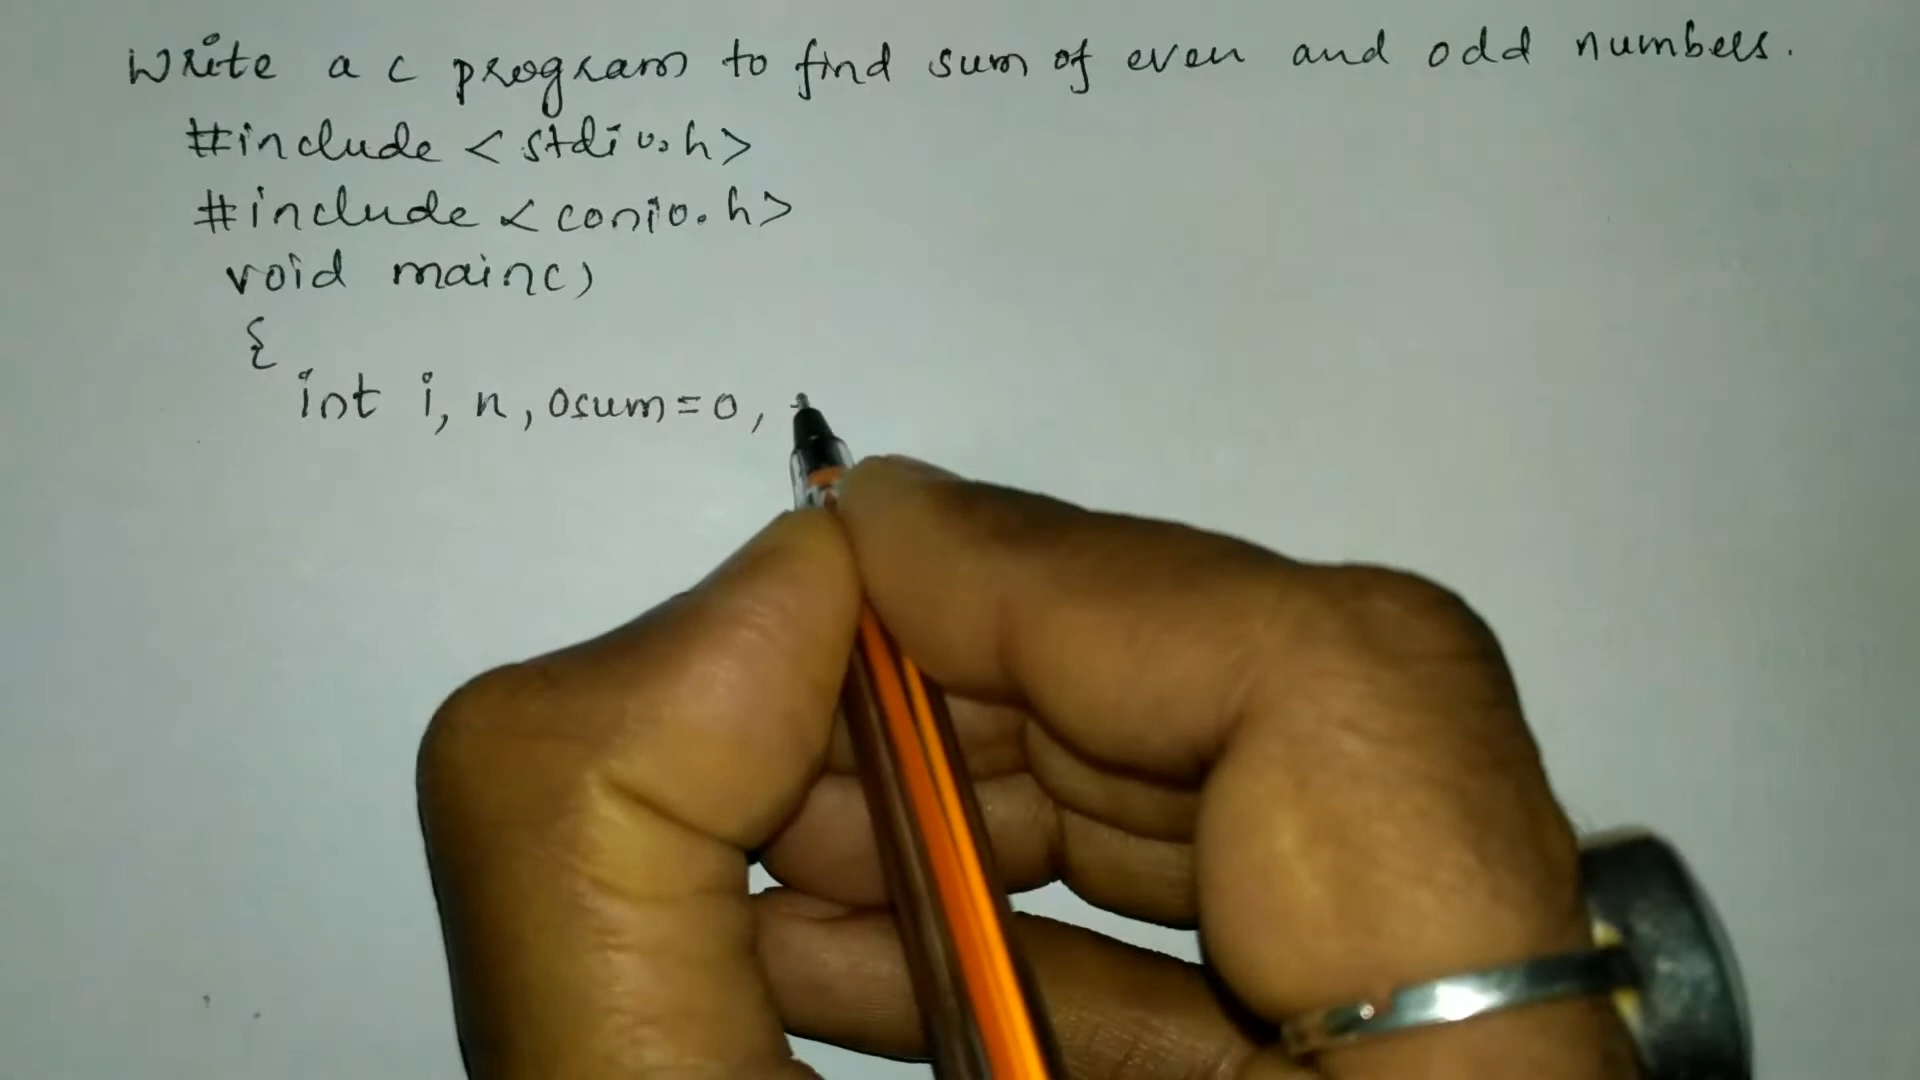 Write a c program to find sum of even and odd numbers.
#include <stdio.h>
#include <conio.h>
void main()
{
int i, n, osum=0,